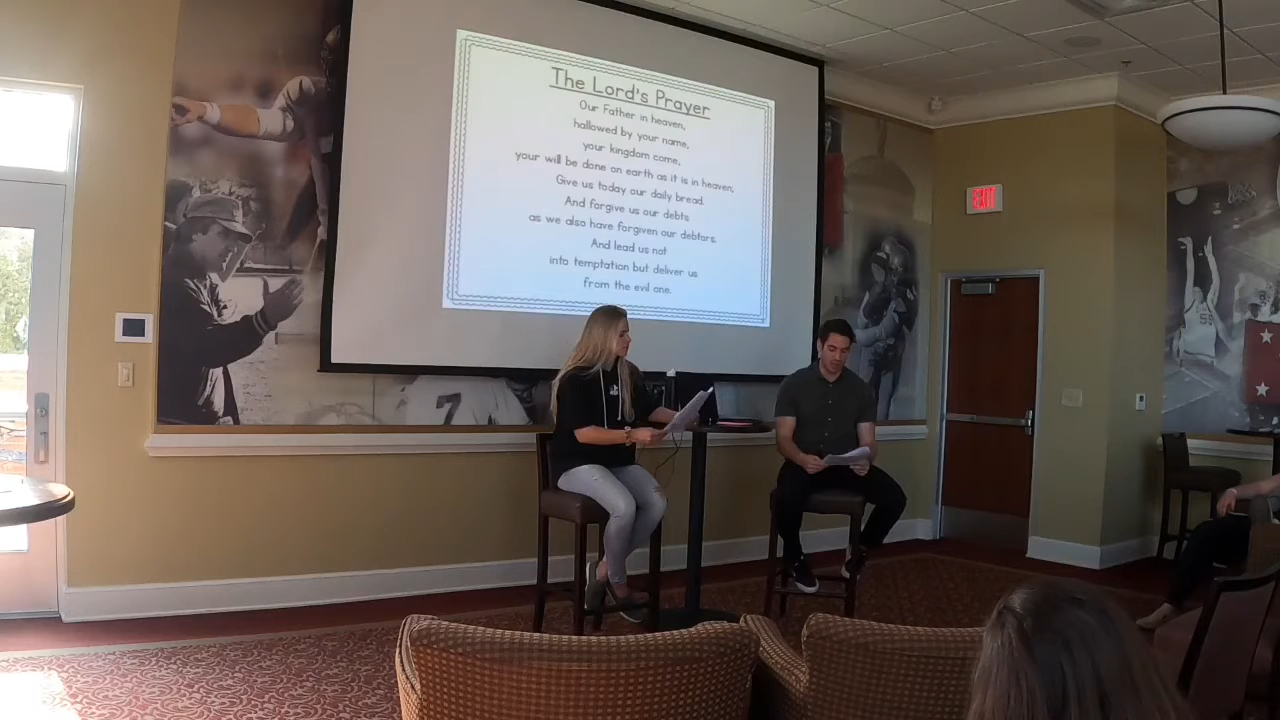 The Lord's Prayer
Our Father in heaven,
hallowed by your name,
your kingdom come,
your will be done on earth as it is in heaven,
Give us today our daily bread.
And forgive us our debts
as we also have forgiven our debtors.
And lead us not
into temptation but deliver us
from the evil one.
EXIT
7